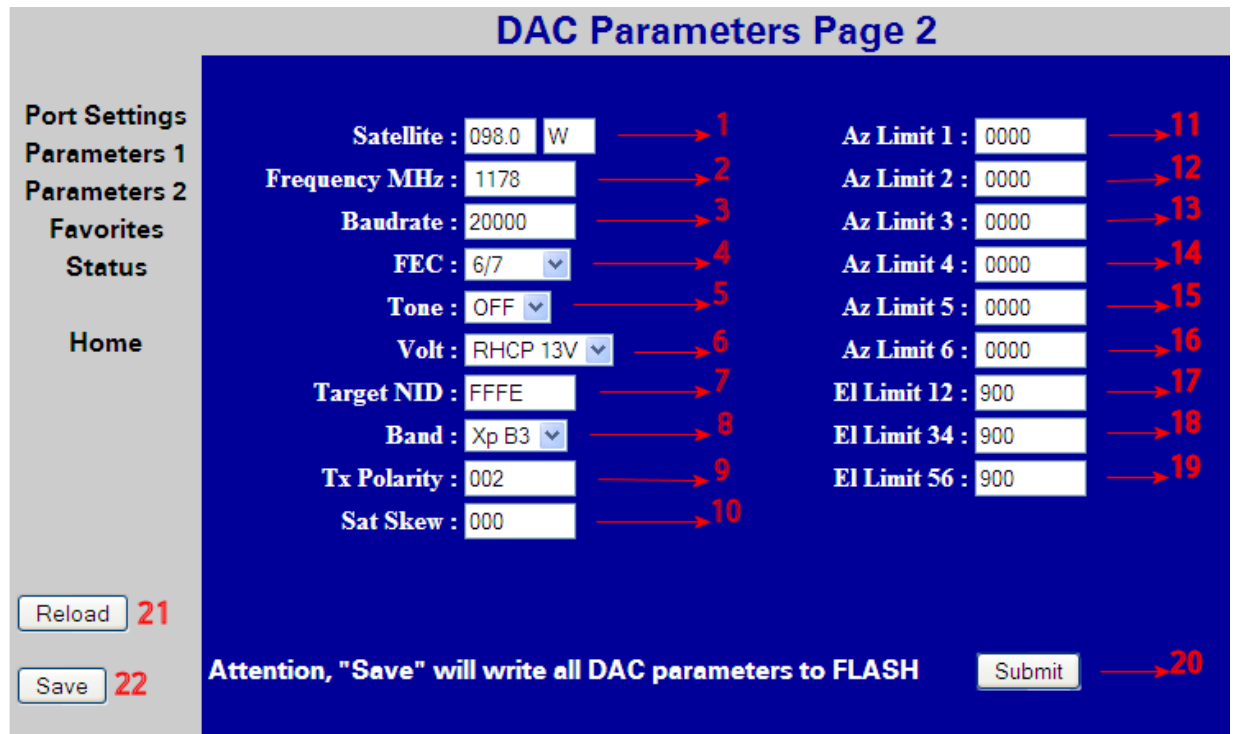 DAC Parameters Page 2
Port Settings
Parameters 1
Parameters 2
Favorites
Status
Home
Satellite : 098.0 W 1
Frequency MHz : 1178 2
Baudrate : 20000 3
FEC : 6/7 4
Tone : OFF 5
Volt : RHCP 13V 6
Target NID : FFFE 7
Band : Xp B3 8
Tx Polarity : 002 9
Sat Skew : 000 10
Az Limit 1 : 0000 11
Az Limit 2 : 0000 12
Az Limit 3 : 0000 13
Az Limit 4 : 0000 14
Az Limit 5 : 0000 15
Az Limit 6 : 0000 16
El Limit 12 : 900 17
El Limit 34 : 900 18
El Limit 56 : 900 19
Reload 21
Save 22
Attention, "Save" will write all DAC parameters to FLASH Submit 20